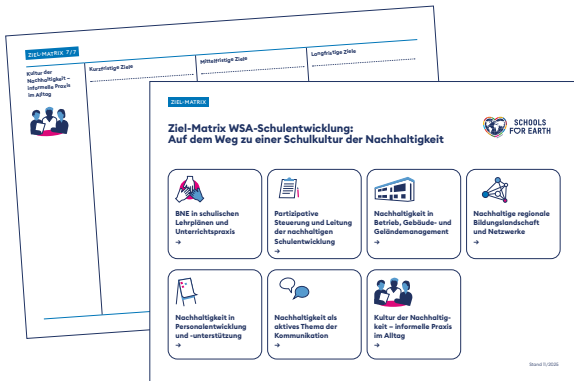 ZIEL-MATRIX 7/7
Kultur der
Nachhaltigkeit –
informelle Praxis
im Alltag
Kurzfristige Ziele
Mittelfristige Ziele
Langfristige Ziele
ZIEL-MATRIX
Ziel-Matrix WSA-Schulentwicklung:
Auf dem Weg zu einer Schulkultur der Nachhaltigkeit
SCHOOLS
FOR EARTH
BNE in schulischen
Lehrplänen und
Unterrichtspraxis
→
Partizipative
Steuerung und Leitung
der nachhaltigen
Schulentwicklung
→
Nachhaltigkeit in
Betrieb, Gebäude- und
Geländemanagement
→
Nachhaltige regionale
Bildungslandschaft
und Netzwerke
→
Nachhaltigkeit in
Personalentwicklung
und -unterstützung
→
Nachhaltigkeit als
aktives Thema der
Kommunikation
→
Kultur der Nachhaltig-
keit – informelle Praxis
im Alltag
→
Stand 11/2025